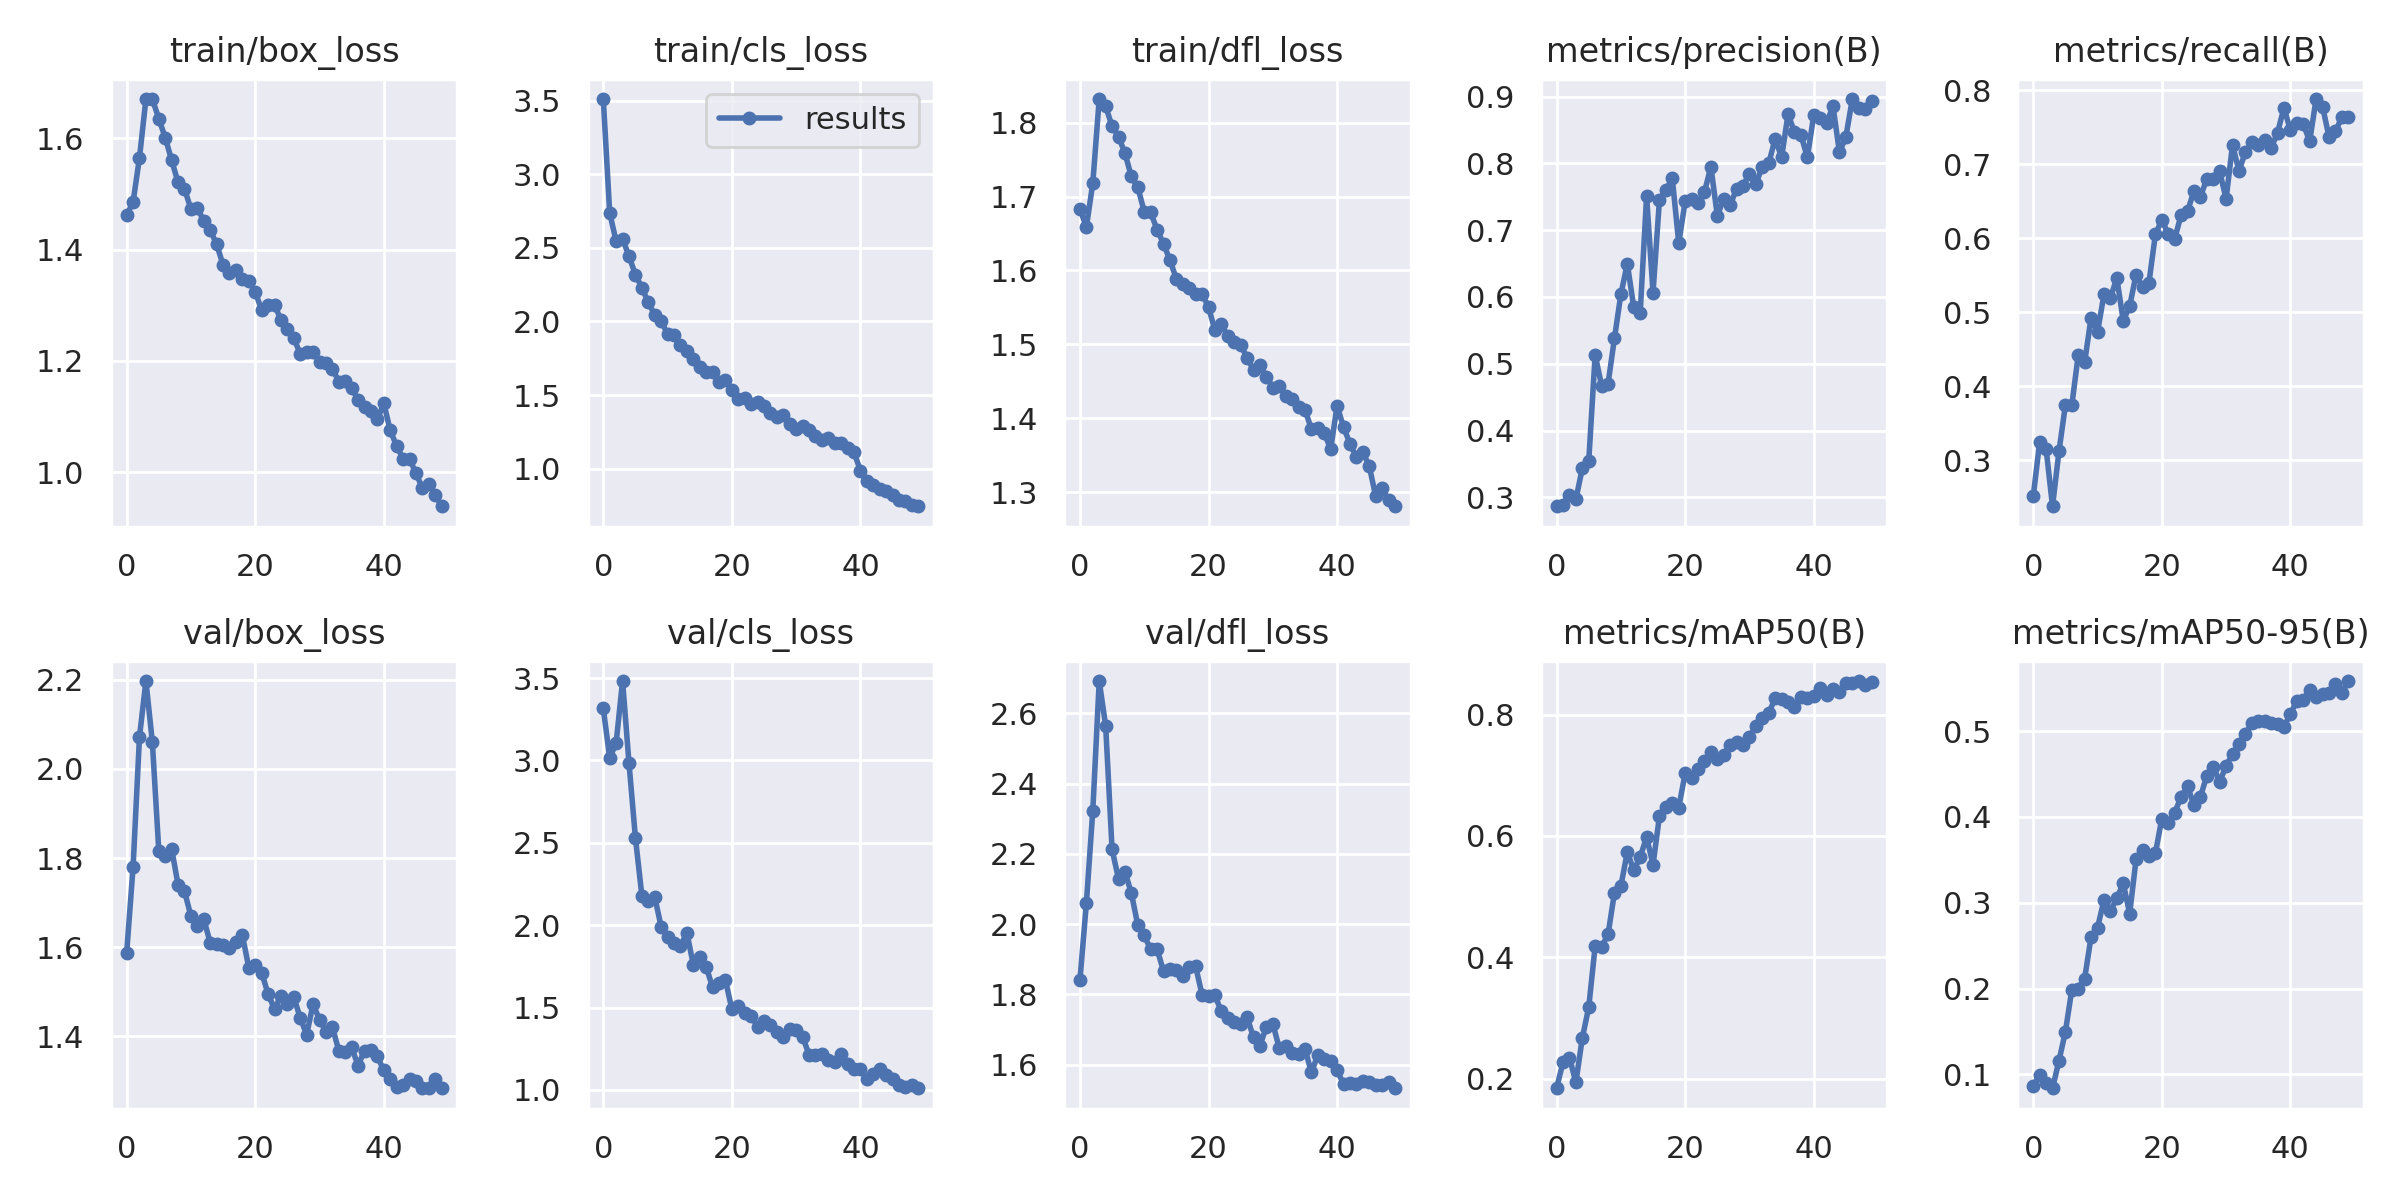 train/box_loss
1.6
1.4
1.2
1.0
0 20 40
train/cls_loss
results
3.5
3.0
2.5
2.0
1.5
1.0
0 20 40
train/dfl_loss
1.8
1.7
1.6
1.5
1.4
1.3
0 20 40
metrics/precision(B)
0.9
0.8
0.7
0.6
0.5
0.4
0.3
0 20 40
metrics/recall(B)
0.8
0.7
0.6
0.5
0.4
0.3
0 20 40
val/box_loss
2.2
2.0
1.8
1.6
1.4
0 20 40
val/cls_loss
3.5
3.0
2.5
2.0
1.5
1.0
0 20 40
val/dfl_loss
2.6
2.4
2.2
2.0
1.8
1.6
0 20 40
metrics/mAP50(B)
0.8
0.6
0.4
0.2
0 20 40
metrics/mAP50-95(B)
0.5
0.4
0.3
0.2
0.1
0 20 40